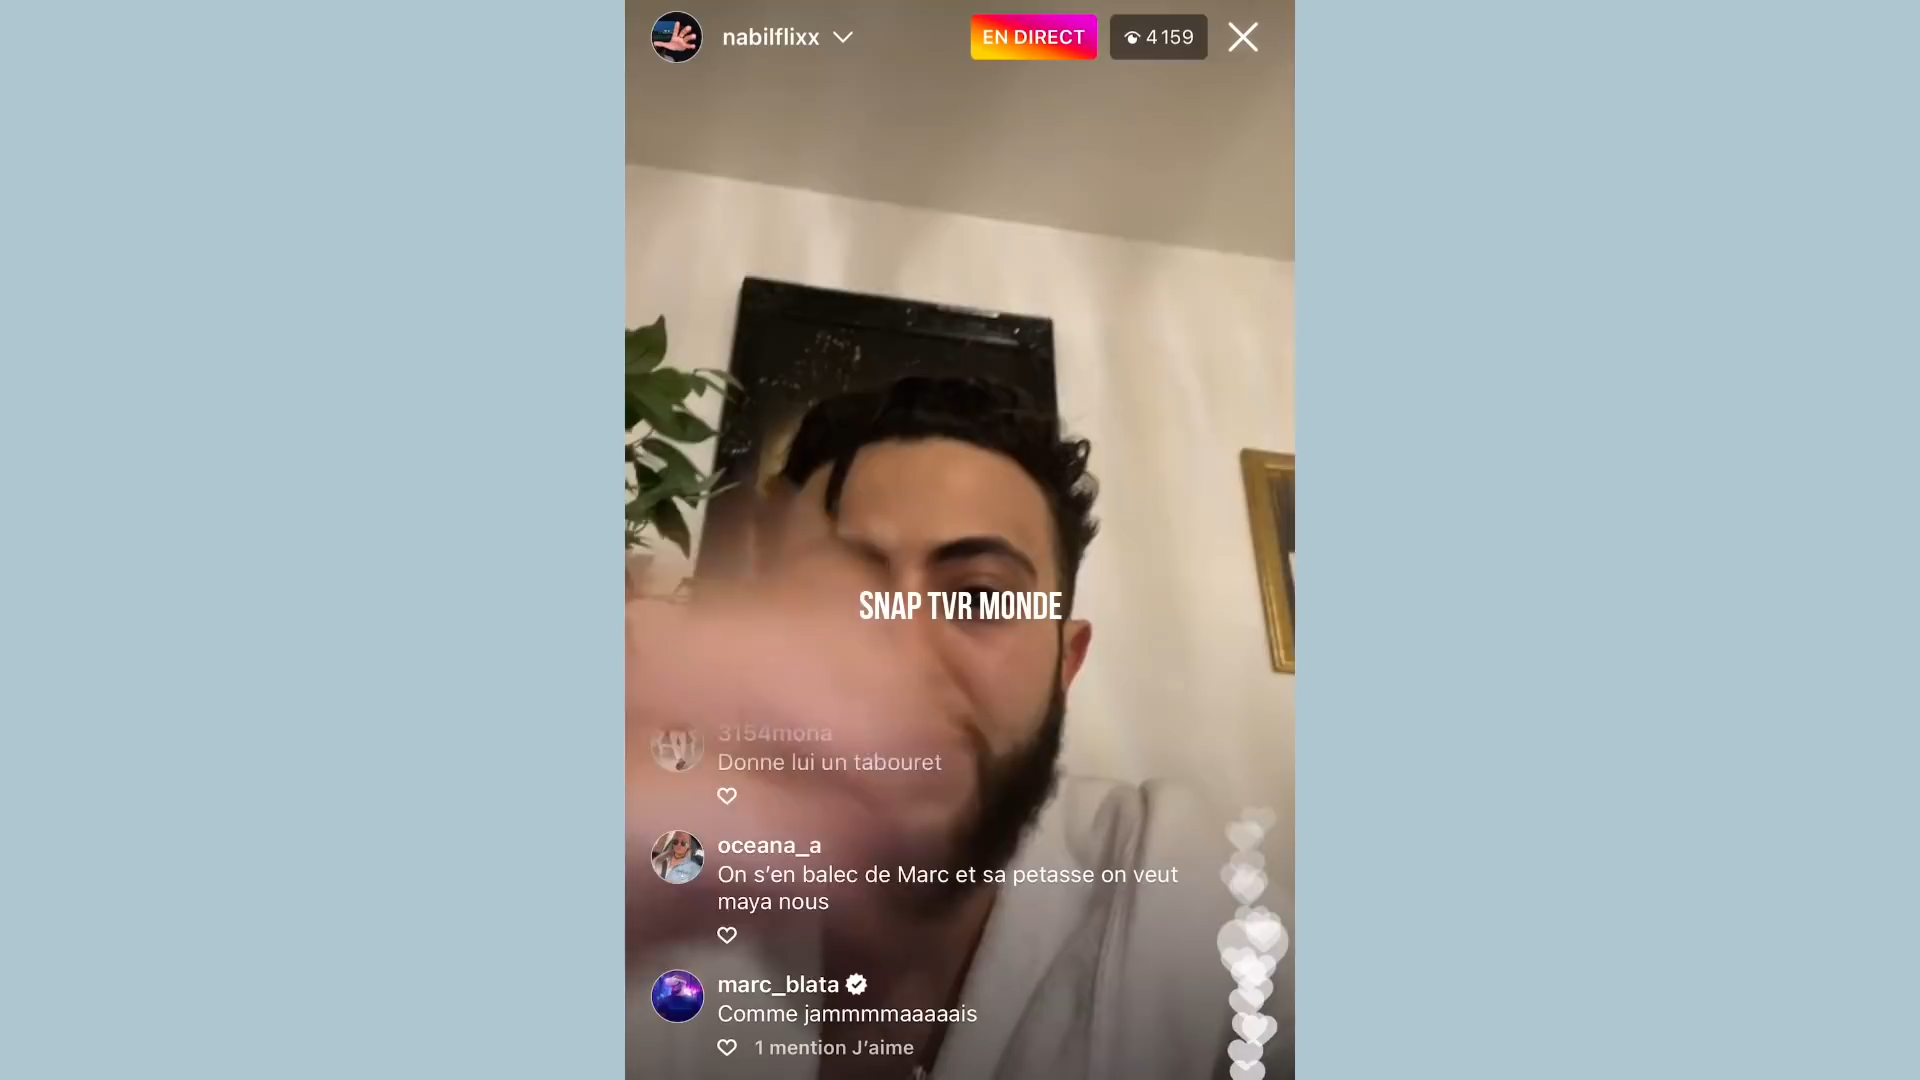 nabilflixx
EN DIRECT
4 159
SNAP TVR MONDE
3154mona
Donne lui un tabouret
oceana_a
On s’en balec de Marc et sa petasse on veut
maya nous
marc_blata
Comme jammmmaaaaais
1 mention J’aime